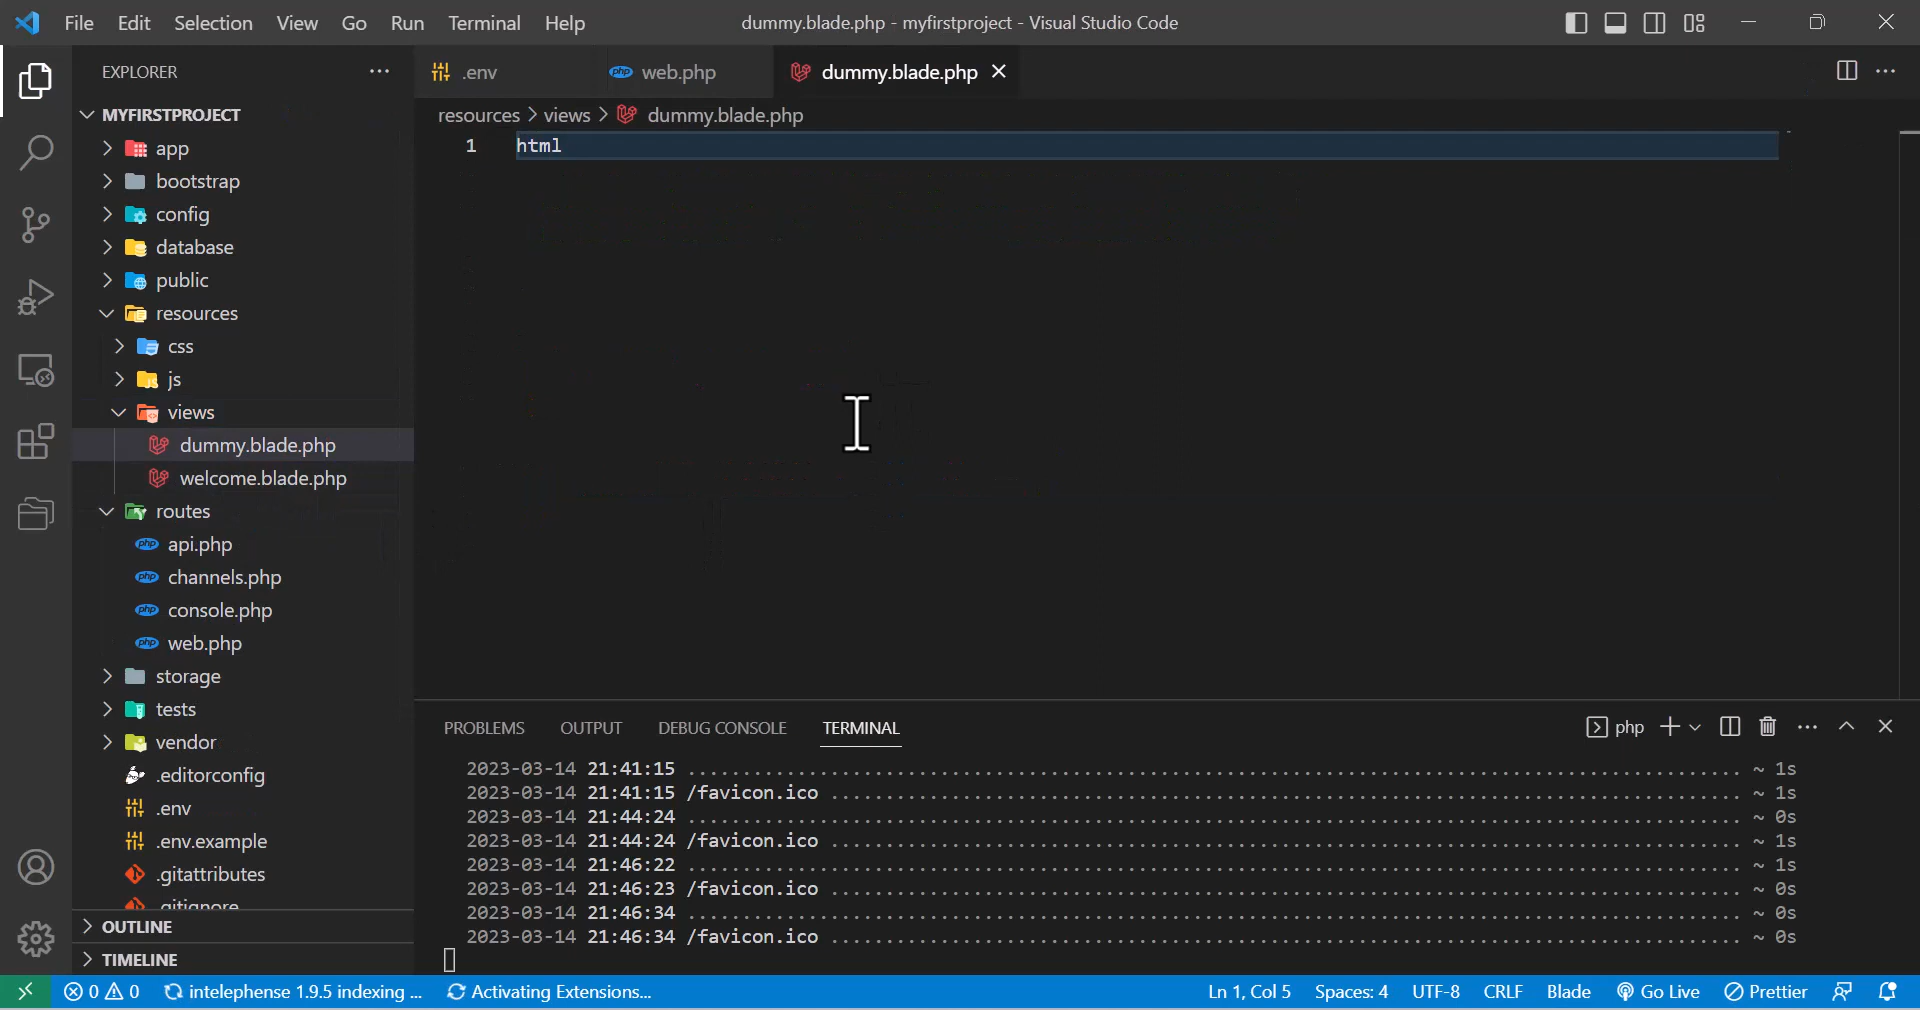 File Edit Selection View Go Run Terminal Help
dummy.blade.php - myfirstproject - Visual Studio Code
EXPLORER
MYFIRSTPROJECT
app
bootstrap
config
database
public
resources
css
js
views
dummy.blade.php
welcome.blade.php
routes
php api.php
php channels.php
php console.php
php web.php
storage
tests
vendor
.editorconfig
.env
.env.example
.gitattributes
.gitignore
OUTLINE
TIMELINE
.env
php web.php
dummy.blade.php
resources > views > dummy.blade.php
1 html
PROBLEMS OUTPUT DEBUG CONSOLE TERMINAL
php
2023-03-14 21:41:15 ........................................ ~ 1s
2023-03-14 21:41:15 /favicon.ico ........................................ ~ 1s
2023-03-14 21:44:24 ........................................ ~ 0s
2023-03-14 21:44:24 /favicon.ico ........................................ ~ 1s
2023-03-14 21:46:22 ........................................ ~ 1s
2023-03-14 21:46:23 /favicon.ico ........................................ ~ 0s
2023-03-14 21:46:34 ........................................ ~ 0s
2023-03-14 21:46:34 /favicon.ico ........................................ ~ 0s
0 0 intelephense 1.9.5 indexing ... Activating Extensions... Ln 1, Col 5 Spaces: 4 UTF-8 CRLF Blade Go Live Prettier